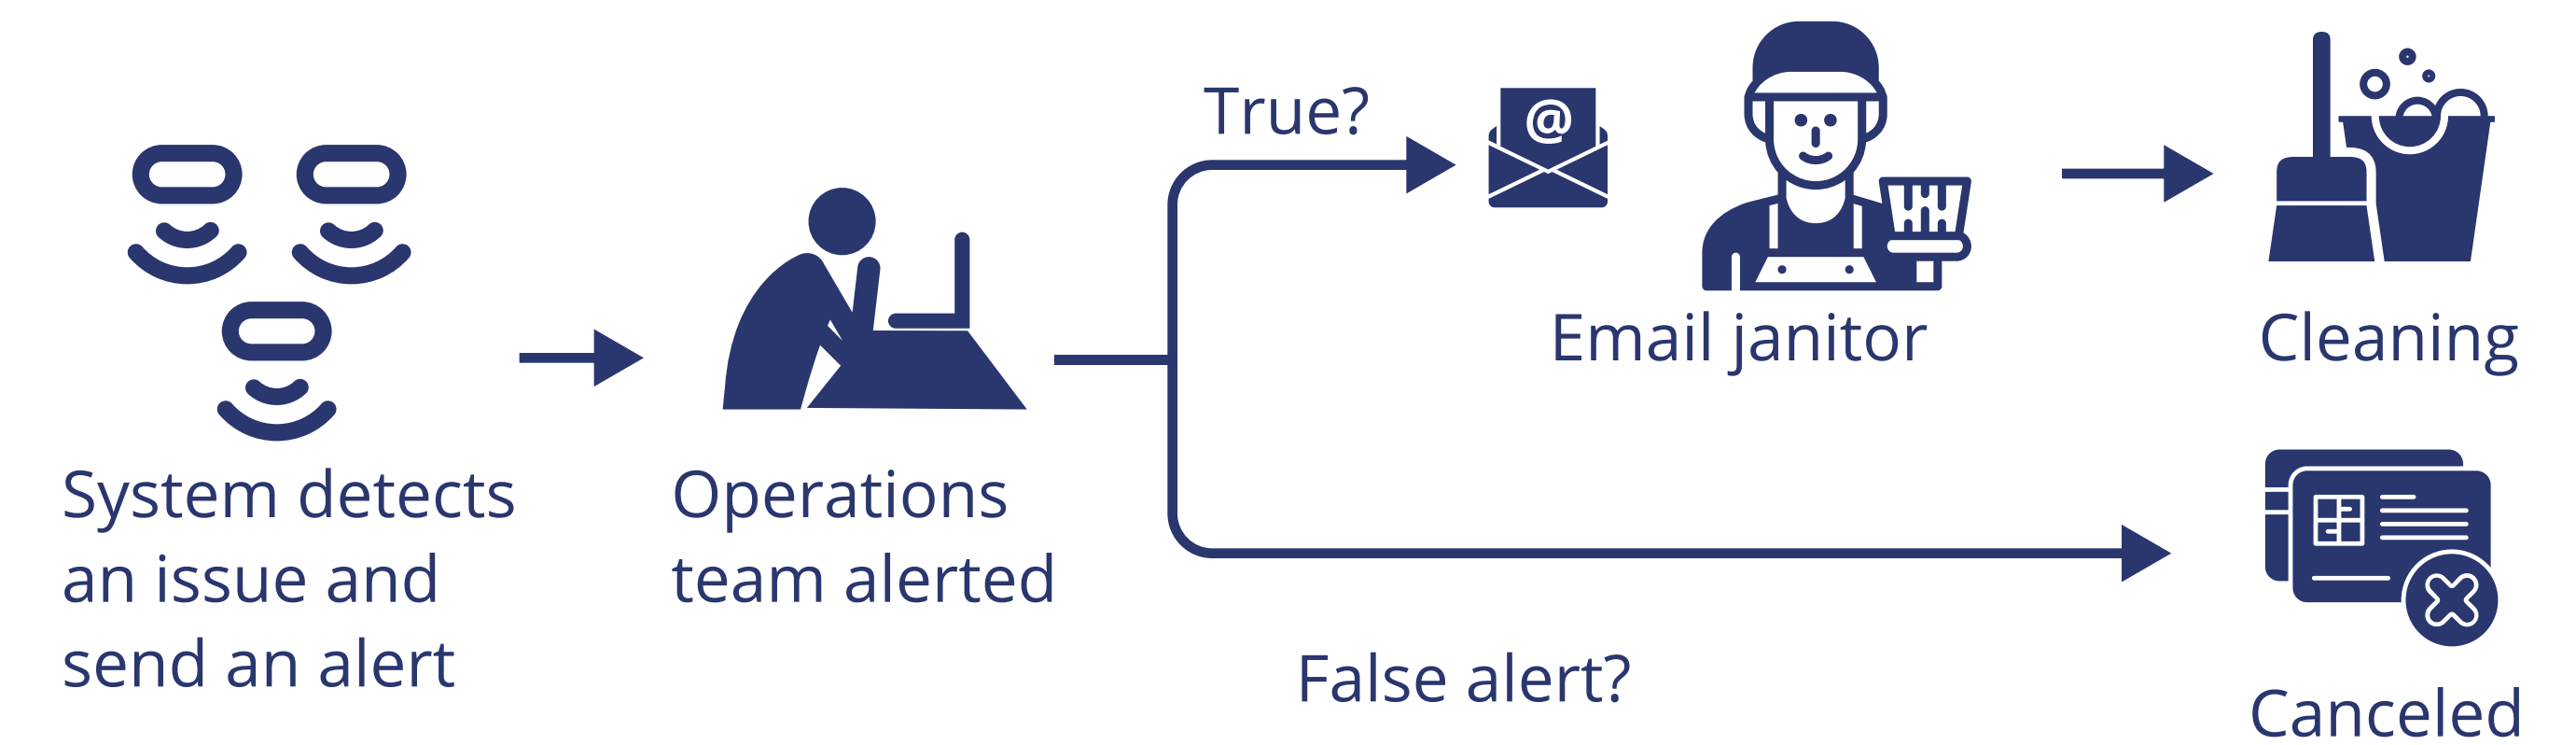 System detects
an issue and
send an alert
Operations
team alerted
True?
@
Email janitor
Cleaning
False alert?
Canceled